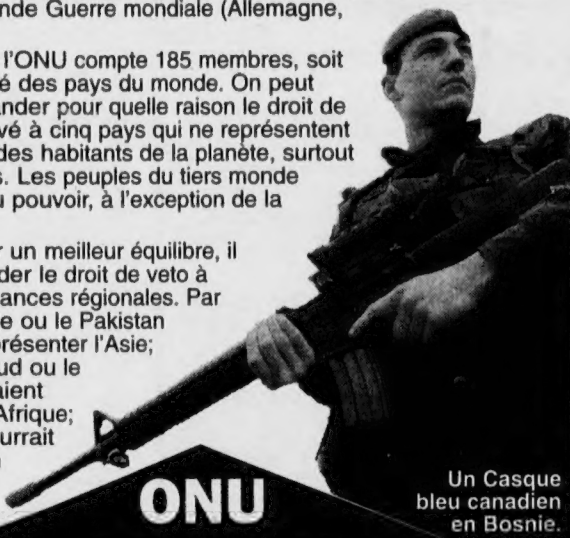 nde Guerre mondiale (Allemagne,
l'ONU compte 185 membres, soit
é des pays du monde. On peut
ander pour quelle raison le droit de
vé à cinq pays qui ne représentent
des habitants de la planète, surtout
s. Les peuples du tiers monde
u pouvoir, à l'exception de la
r un meilleur équilibre, il
der le droit de veto à
ances régionales. Par
e ou le Pakistan
présenter l'Asie;
ud ou le
aient
Afrique;
urrait
ONU
Un Casque
bleu canadien
en Bosnie.